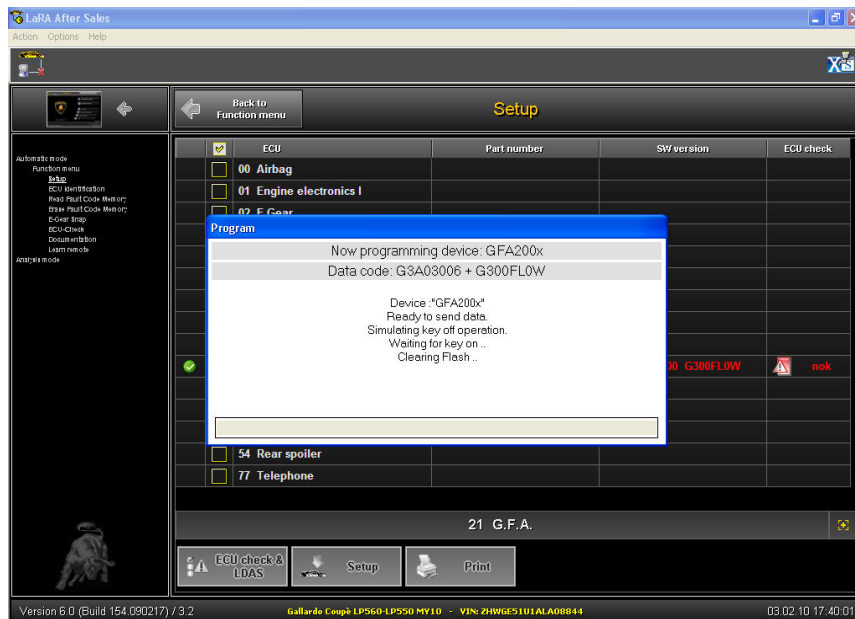 LaRA After Sales
Action Options Help
Back to
Function menu
Setup
Automatic mode
Function menu
Setup
ECU Identification
Read Fault Code Memory
Erase Fault Code Memory
E-Gear Snap
ECU-Check
Documentation
Learn remote
Analysis mode
ECU Part number SW version ECU check
00 Airbag
01 Engine electronics I
02 E Gear
Program
Now programming device: GFA200x
Data code: G3A03006 + G300FL0W
Device :"GFA200x"
Ready to send data.
Simulating key off operation.
Waiting for key on ..
Clearing Flash ..
G300FL0W nok
54 Rear spoiler
77 Telephone
21 G.F.A.
ECU check &
LDAS
Setup
Print
Version 6.0 (Build 154.090217) / 3.2 Gallardo Coupè LP560-LP550 MY10 - VIN: ZHWGE51U1ALA08844 03.02.10 17:40:01